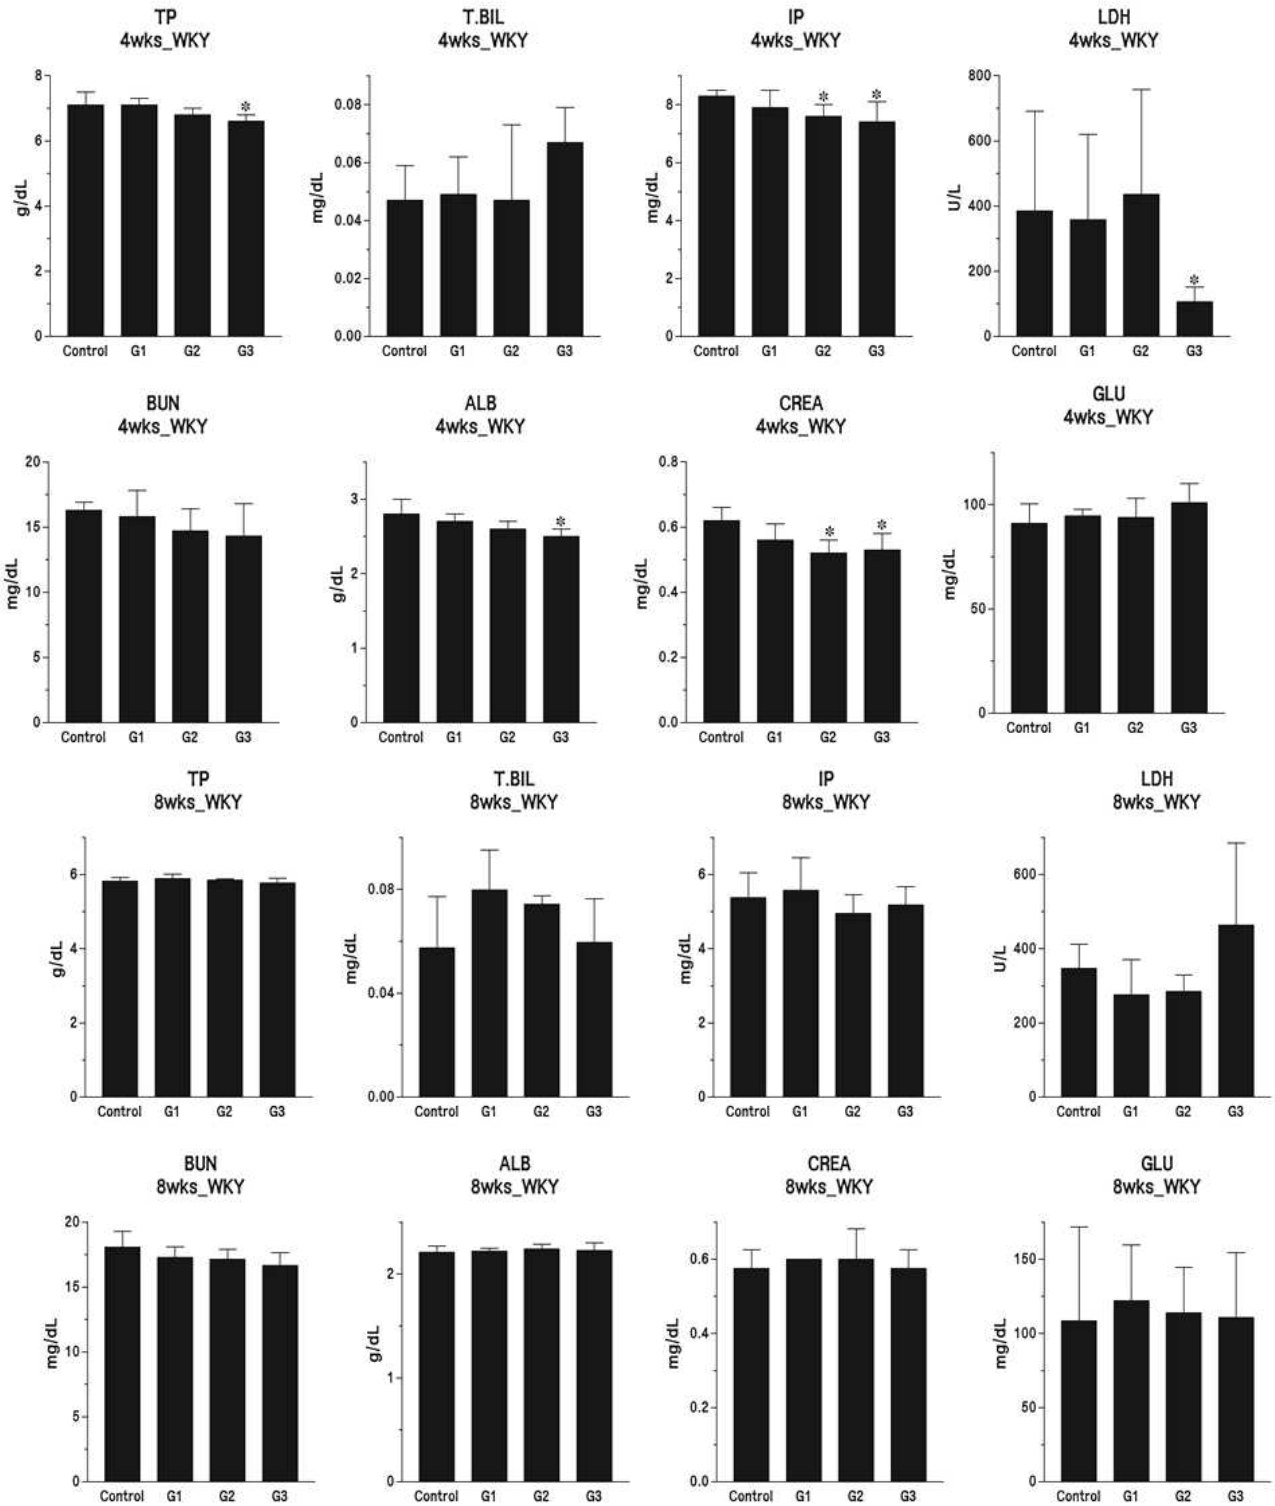 TP
4wks_WKY
8
6
4
2
0
g/dL
*
Control G1 G2 G3
T.BIL
4wks_WKY
0.08
0.06
0.04
0.02
0.00
mg/dL
Control G1 G2 G3
IP
4wks_WKY
8
6
4
2
0
mg/dL
* *
Control G1 G2 G3
LDH
4wks_WKY
800
600
400
200
0
U/L
*
Control G1 G2 G3
BUN
4wks_WKY
20
15
10
5
0
mg/dL
Control G1 G2 G3
ALB
4wks_WKY
3
2
1
0
g/dL
*
Control G1 G2 G3
CREA
4wks_WKY
0.8
0.6
0.4
0.2
0.0
mg/dL
* *
Control G1 G2 G3
GLU
4wks_WKY
100
50
0
mg/dL
Control G1 G2 G3
TP
8wks_WKY
6
4
2
0
g/dL
Control G1 G2 G3
T.BIL
8wks_WKY
0.08
0.04
0.00
mg/dL
Control G1 G2 G3
IP
8wks_WKY
6
4
2
0
mg/dL
Control G1 G2 G3
LDH
8wks_WKY
600
400
200
0
U/L
Control G1 G2 G3
BUN
8wks_WKY
20
15
10
5
0
mg/dL
Control G1 G2 G3
ALB
8wks_WKY
2
1
0
g/dL
Control G1 G2 G3
CREA
8wks_WKY
0.6
0.4
0.2
0.0
mg/dL
Control G1 G2 G3
GLU
8wks_WKY
150
100
50
0
mg/dL
Control G1 G2 G3